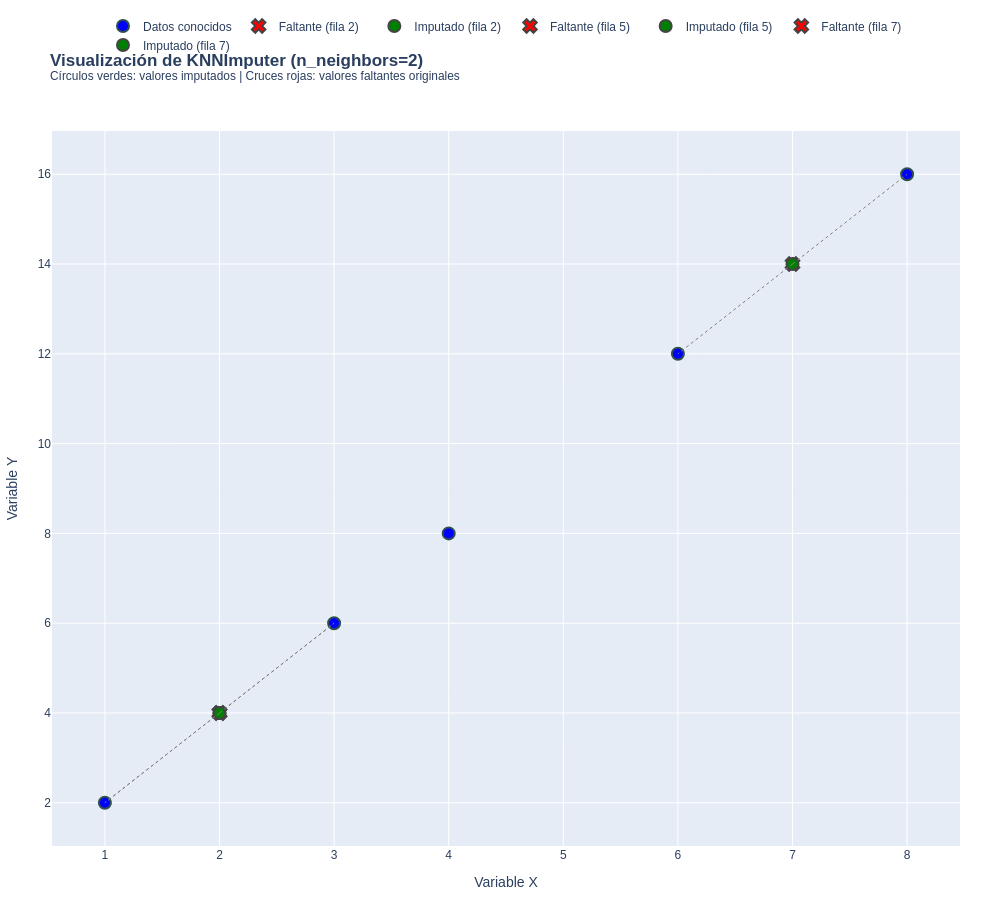 Datos conocidos Faltante (fila 2) Imputado (fila 2) Faltante (fila 5) Imputado (fila 5) Faltante (fila 7)
Imputado (fila 7)
Visualización de KNNImputer (n_neighbors=2)
Círculos verdes: valores imputados | Cruces rojas: valores faltantes originales
16
14
12
10
8
6
4
2
Variable Y
1 2 3 4 5 6 7 8
Variable X